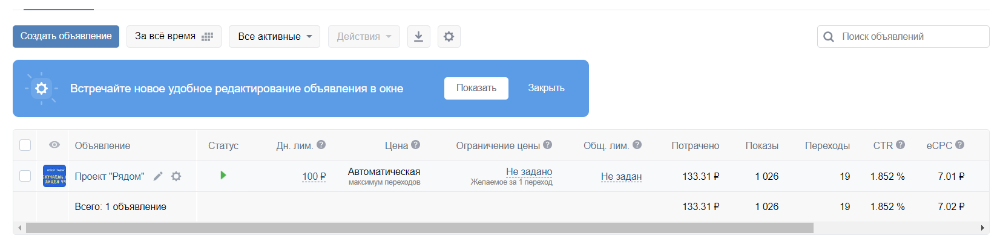 Создать объявление За всё время Все активные Действия Поиск объявлений
Встречайте новое удобное редактирование объявления в окне Показать Закрыть
Объявление Статус Дн. лим. ? Цена ? Ограничение цены ? Общ. лим. ? Потрачено Показы Переходы CTR ? eCPC ?
ПРОЕКТ "РЯДОМ"
Проект "Рядом" 100 ₽ Автоматическая Не задано Не задан 133.31 ₽ 1 026 19 1.852 % 7.01 ₽
максимум переходов Желаемое за 1 переход
Всего: 1 объявление 133.31 ₽ 1 026 19 1.852 % 7.02 ₽